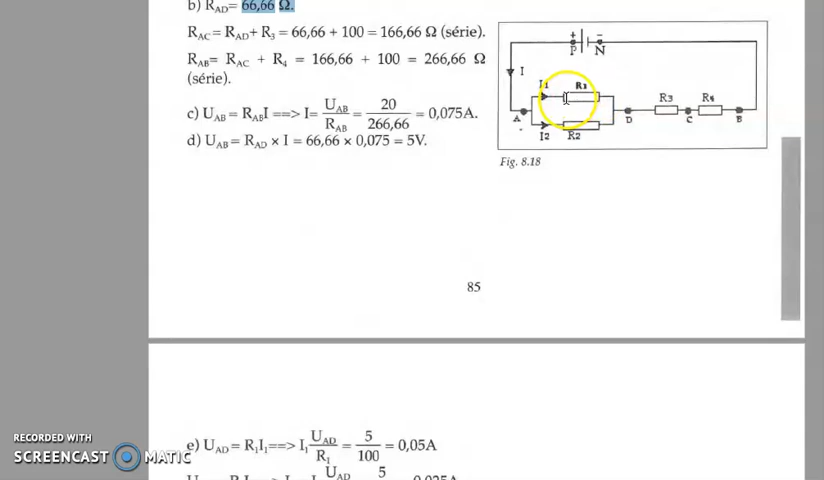 b) RAD= 66,66 Ω.
RAC= RAD+ R3 = 66,66 + 100 = 166,66 Ω (série).
RAB= RAC + R4 = 166,66 + 100 = 266,66 Ω
(série).
c) UAB= RABI ==> I= UAB/RAB = 20/266,66 = 0,075A.
d) UAB= RAD × I = 66,66 × 0,075 = 5V.
+ -
P N
I
I1 R1
A D R3 C R4 B
I2 R2
Fig. 8.18
85
e) UAD= R1I1==> I1 UAD/R1 = 5/100 = 0,05A
UAD 5
RECORDED WITH
SCREENCAST MATIC